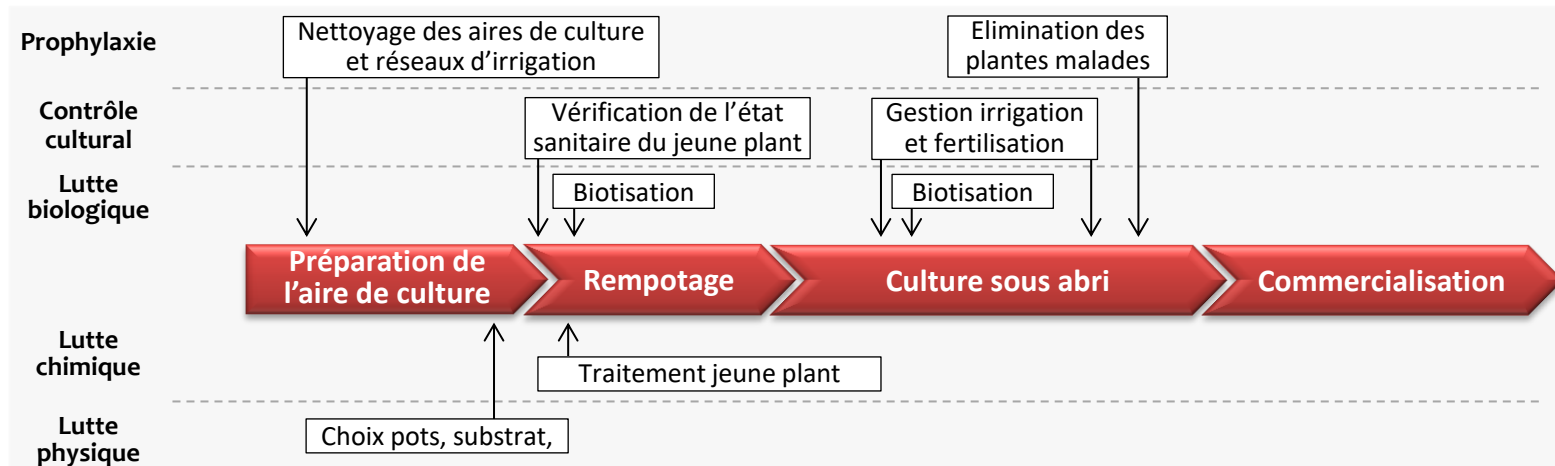 Prophylaxie
Nettoyage des aires de culture
et réseaux d'irrigation
Elimination des
plantes malades
Contrôle
cultural
Vérification de l'état
sanitaire du jeune plant
Gestion irrigation
et fertilisation
Lutte
biologique
Biotisation
Biotisation
Préparation de
l'aire de culture
Rempotage
Culture sous abri
Commercialisation
Lutte
chimique
Traitement jeune plant
Lutte
physique
Choix pots, substrat,